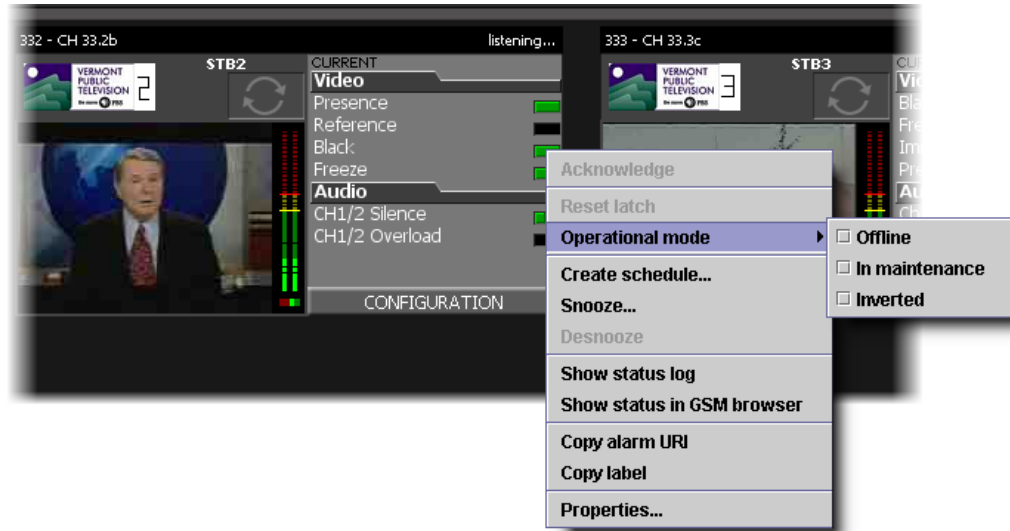 332 - CH 33.2b
listening...
STB2
VERMONT
PUBLIC
TELEVISION
2
PBS
CURRENT
Video
Presence
Reference
Black
Freeze
Audio
CH1/2 Silence
CH1/2 Overload
CONFIGURATION
333 - CH 33.3c
STB3
VERMONT
PUBLIC
TELEVISION
3
PBS
Acknowledge
Reset latch
Operational mode
Create schedule...
Snooze...
Desnooze
Show status log
Show status in GSM browser
Copy alarm URI
Copy label
Properties...
Offline
In maintenance
Inverted